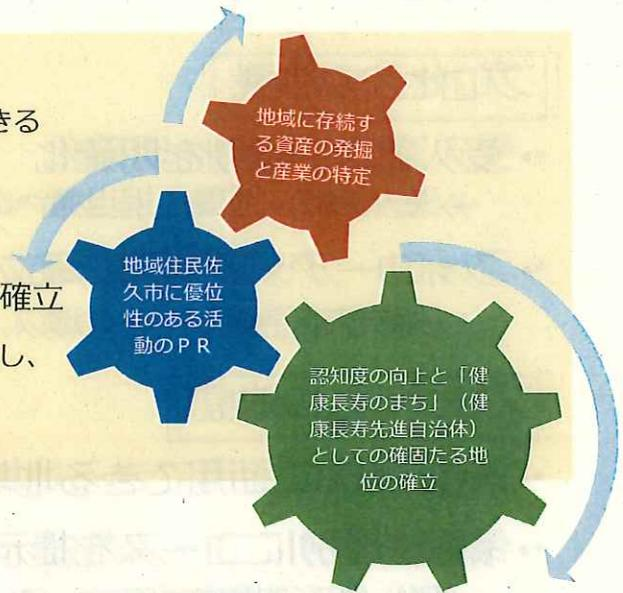 きる
確立
し、
地域に存続す
る資産の発掘
と産業の特定
地域住民佐
久市に優位
性のある活
動のＰＲ
認知度の向上と「健
康長寿のまち」（健
康長寿先進自治体）
としての確固たる地
位の確立